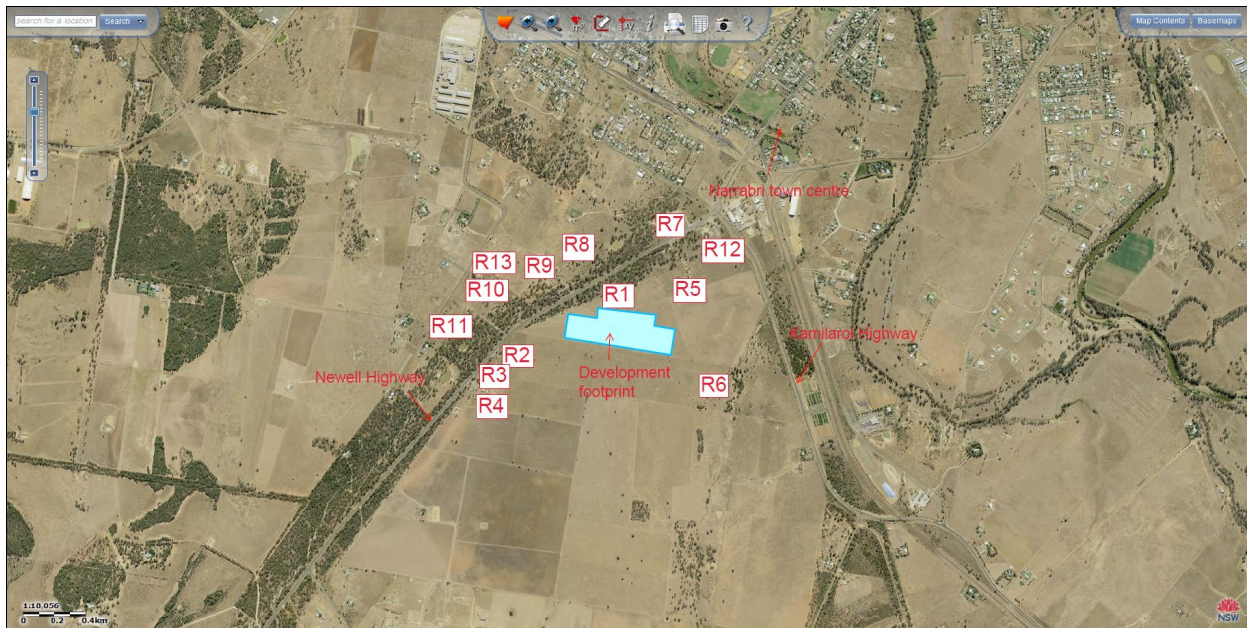 search for a location
Search
Map Contents
Basemaps
Narrabri town centre
R7
R8
R12
R13
R9
R10
R5
R1
R11
Kamilaroi Highway
R2
Development
footprint
R3
Newell Highway
R6
R4
1:18,056
0 0.2 0.4km
NSW